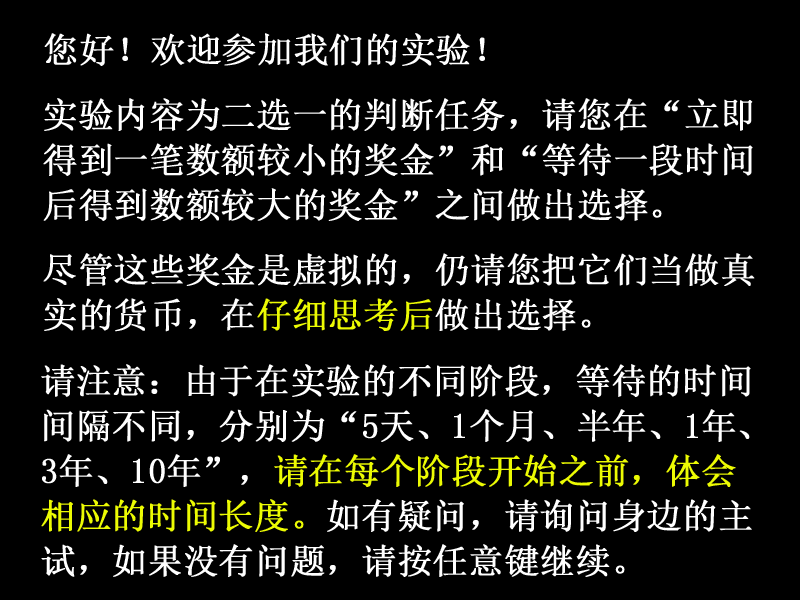 您好！欢迎参加我们的实验！
实验内容为二选一的判断任务，请您在“立即
得到一笔数额较小的奖金”和“等待一段时间
后得到数额较大的奖金”之间做出选择。
尽管这些奖金是虚拟的，仍请您把它们当做真
实的货币，在仔细思考后做出选择。
请注意：由于在实验的不同阶段，等待的时间
间隔不同，分别为“5天、1个月、半年、1年、
3年、10年”，请在每个阶段开始之前，体会
相应的时间长度。如有疑问，请询问身边的主
试，如果没有问题，请按任意键继续。